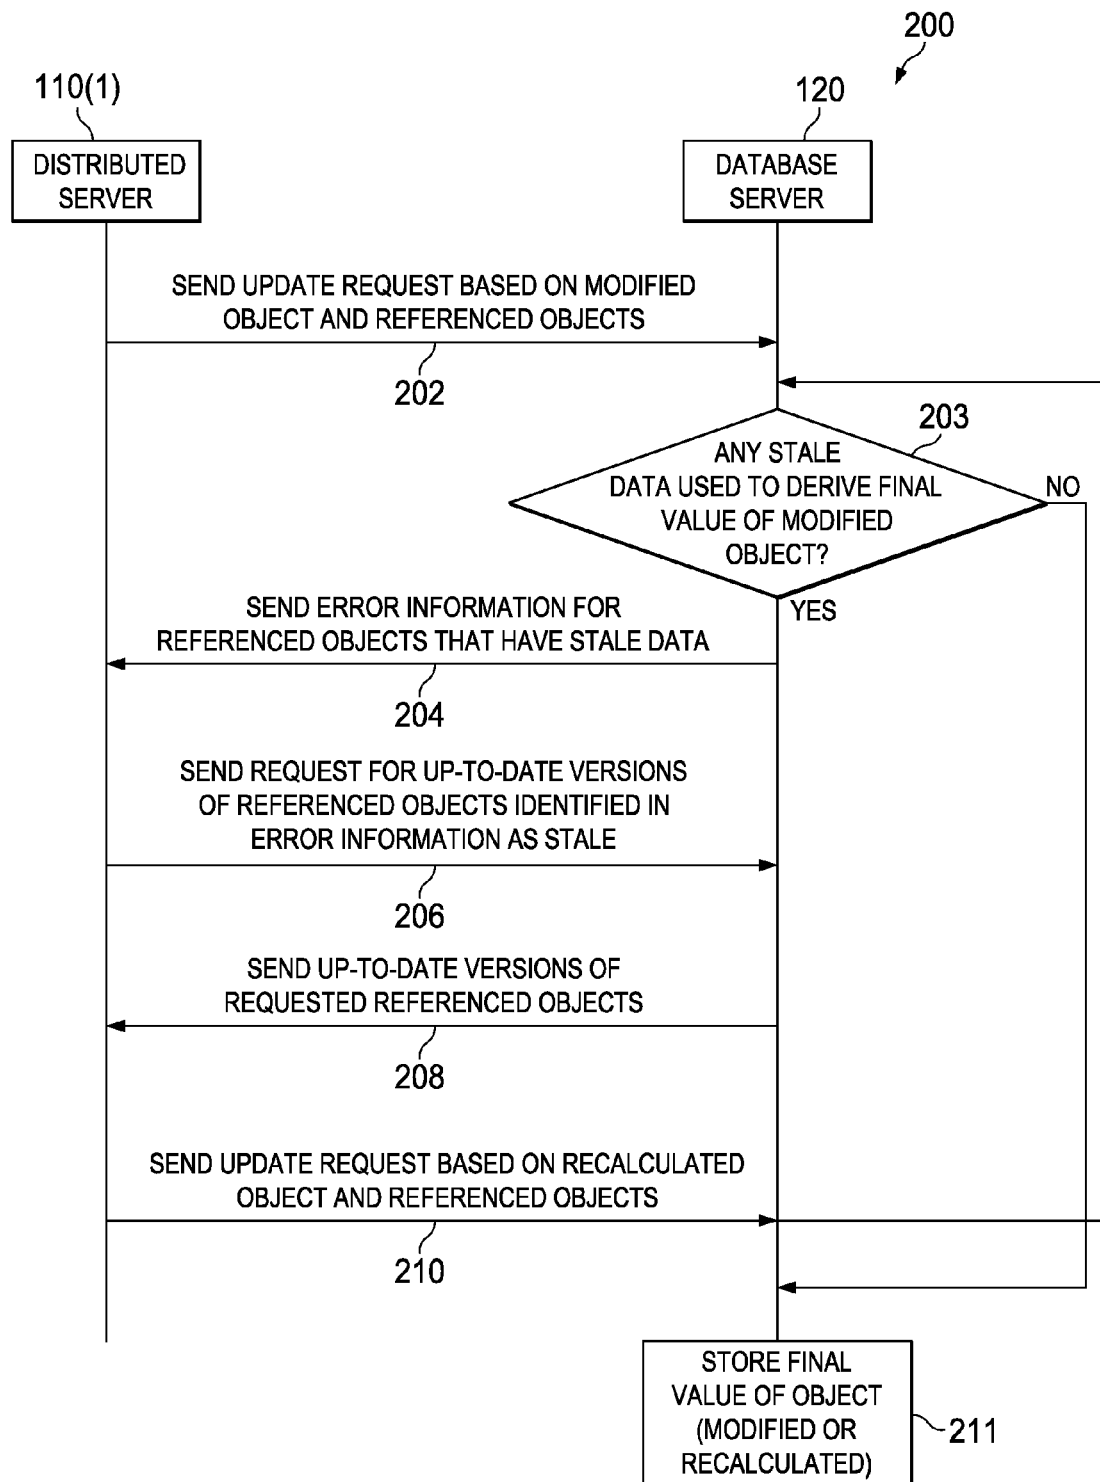 200
110(1)
120
DISTRIBUTED
SERVER
DATABASE
SERVER
SEND UPDATE REQUEST BASED ON MODIFIED
OBJECT AND REFERENCED OBJECTS
202
203
ANY STALE
DATA USED TO DERIVE FINAL
VALUE OF MODIFIED
OBJECT?
NO
YES
SEND ERROR INFORMATION FOR
REFERENCED OBJECTS THAT HAVE STALE DATA
204
SEND REQUEST FOR UP-TO-DATE VERSIONS
OF REFERENCED OBJECTS IDENTIFIED IN
ERROR INFORMATION AS STALE
206
SEND UP-TO-DATE VERSIONS OF
REQUESTED REFERENCED OBJECTS
208
SEND UPDATE REQUEST BASED ON RECALCULATED
OBJECT AND REFERENCED OBJECTS
210
STORE FINAL
VALUE OF OBJECT
(MODIFIED OR
RECALCULATED)
211